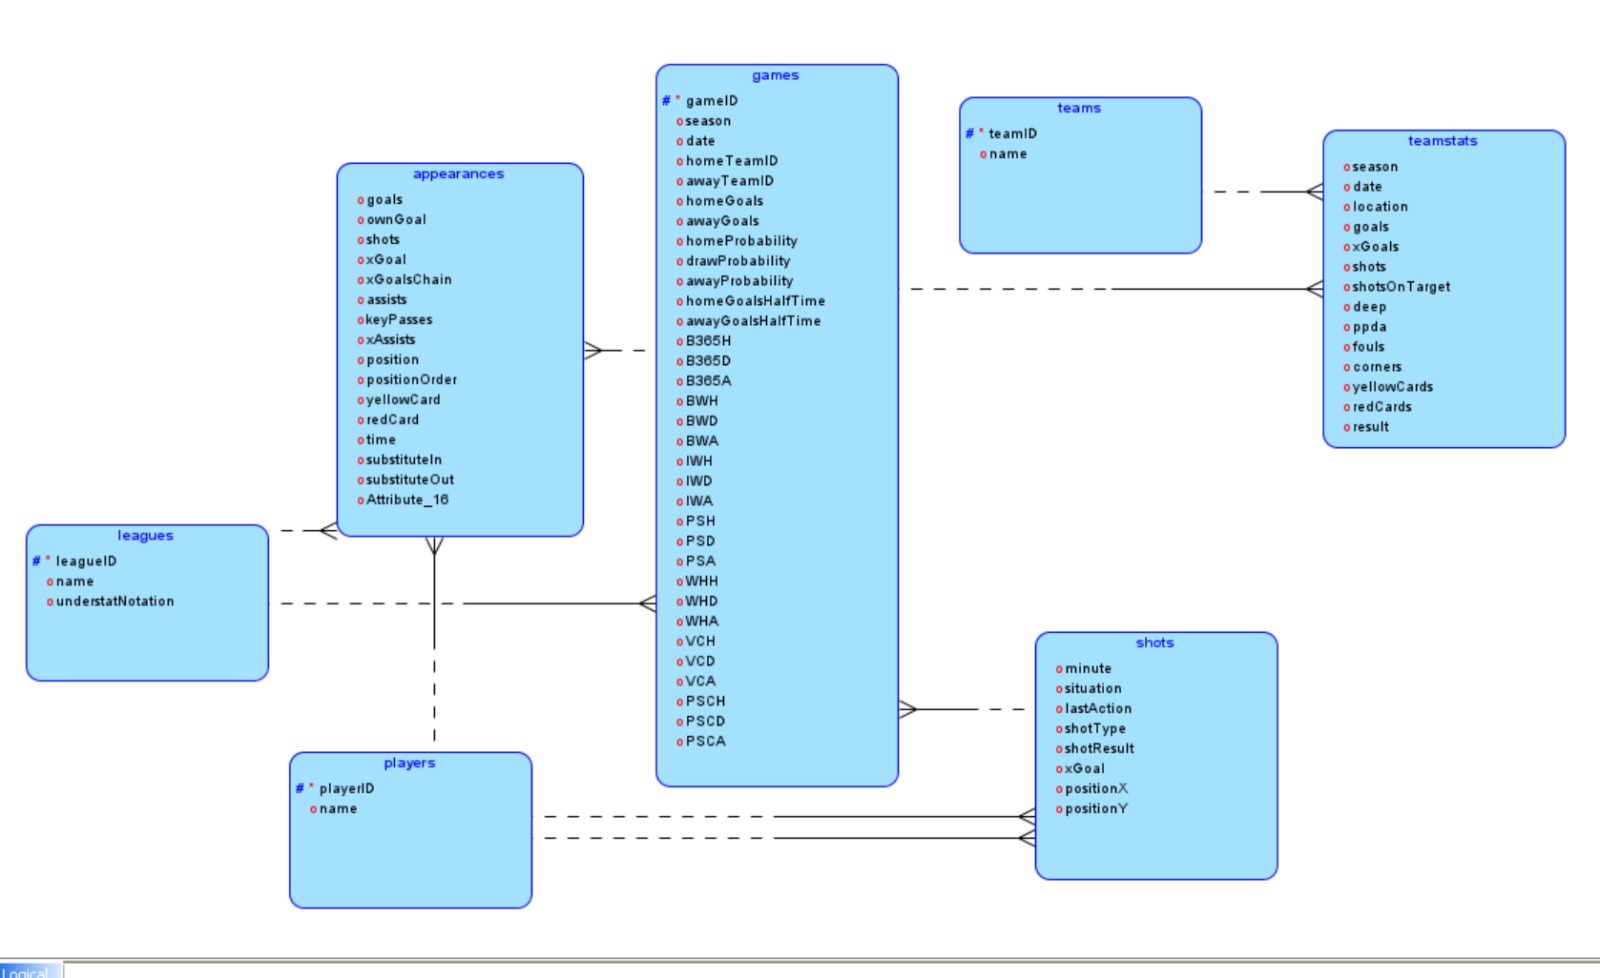 games
# * gameID
o season
o date
o homeTeamID
o awayTeamID
o homeGoals
o awayGoals
o homeProbability
o drawProbability
o awayProbability
o homeGoalsHalfTime
o awayGoalsHalfTime
o B365H
o B365D
o B365A
o BWH
o BWD
o BWA
o IWH
o IWD
o IWA
o PSH
o PSD
o PSA
o WHH
o WHD
o WHA
o VCH
o VCD
o VCA
o PSCH
o PSCD
o PSCA
teams
# * teamID
o name
teamstats
o season
o date
o location
o goals
o xGoals
o shots
o shotsOnTarget
o deep
o ppda
o fouls
o corners
o yellowCards
o redCards
o result
appearances
o goals
o ownGoal
o shots
o xGoal
o xGoalsChain
o assists
o keyPasses
o xAssists
o position
o positionOrder
o yellowCard
o redCard
o time
o substituteIn
o substituteOut
o Attribute_16
leagues
# * leagueID
o name
o understatNotation
shots
o minute
o situation
o lastAction
o shotType
o shotResult
o xGoal
o positionX
o positionY
players
# * playerID
o name
Logical